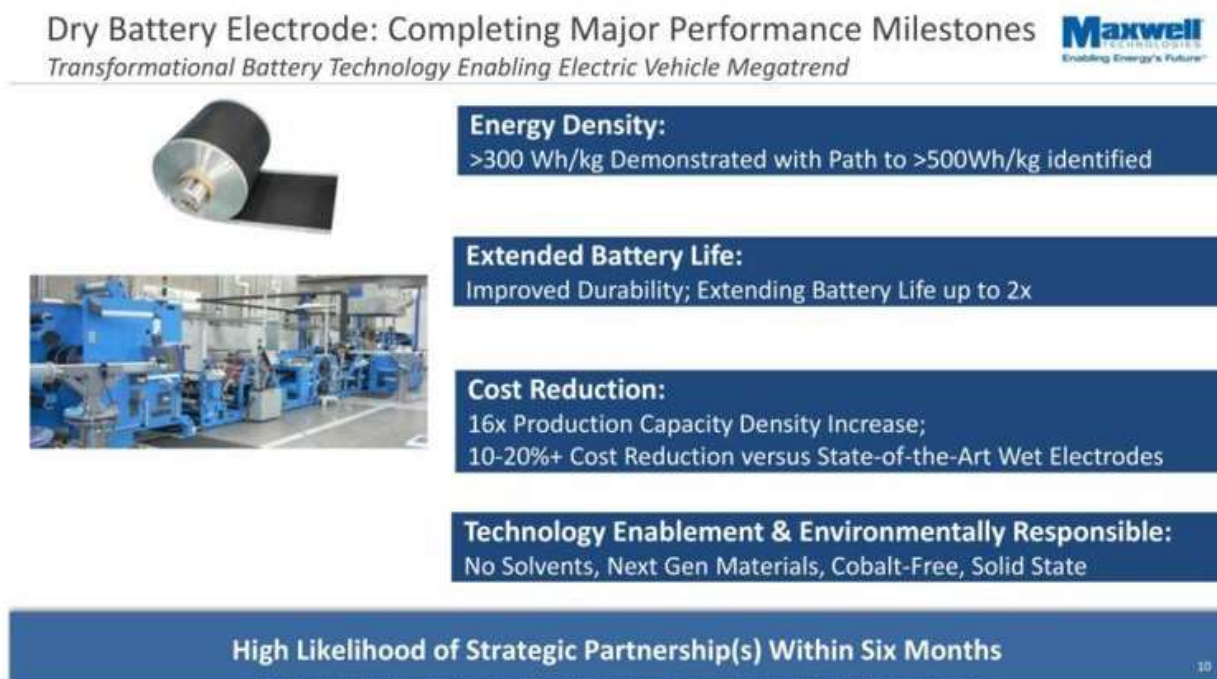 Dry Battery Electrode: Completing Major Performance Milestones
Transformational Battery Technology Enabling Electric Vehicle Megatrend
Maxwell
TECHNOLOGIES
Enabling Energy's Future™
Energy Density:
>300 Wh/kg Demonstrated with Path to >500Wh/kg identified
Extended Battery Life:
Improved Durability; Extending Battery Life up to 2x
Cost Reduction:
16x Production Capacity Density Increase;
10-20%+ Cost Reduction versus State-of-the-Art Wet Electrodes
Technology Enablement & Environmentally Responsible:
No Solvents, Next Gen Materials, Cobalt-Free, Solid State
High Likelihood of Strategic Partnership(s) Within Six Months
10